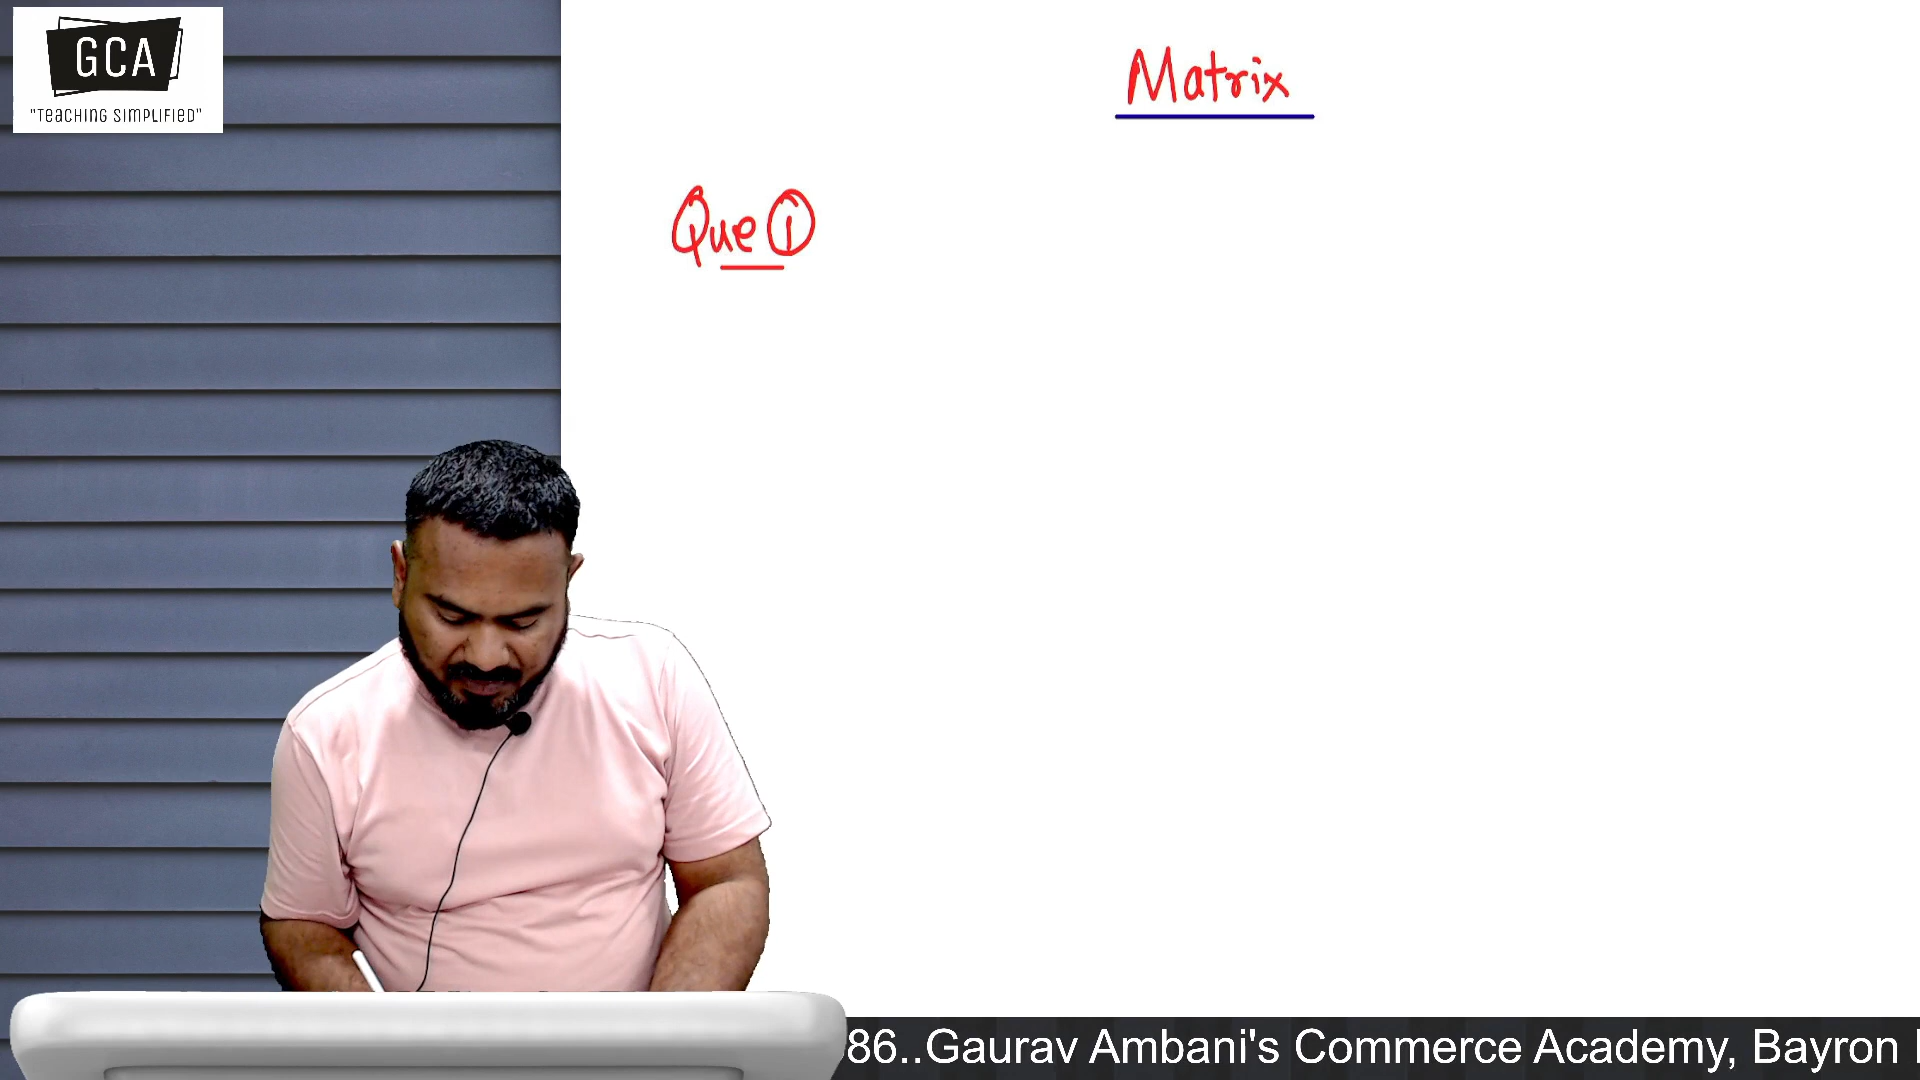 GCA
"TEACHING SIMPLIFIED"
Matrix
Que 1
86..Gaurav Ambani's Commerce Academy, Bayron